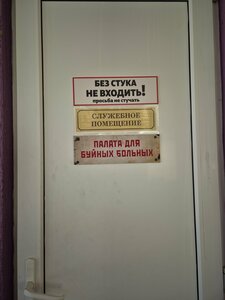 БЕЗ СТУКА
НЕ ВХОДИТЬ!
просьба не стучать
СЛУЖЕБНОЕ
ПОМЕЩЕНИЕ
ПАЛАТА ДЛЯ
БУЙНЫХ БОЛЬНЫХ